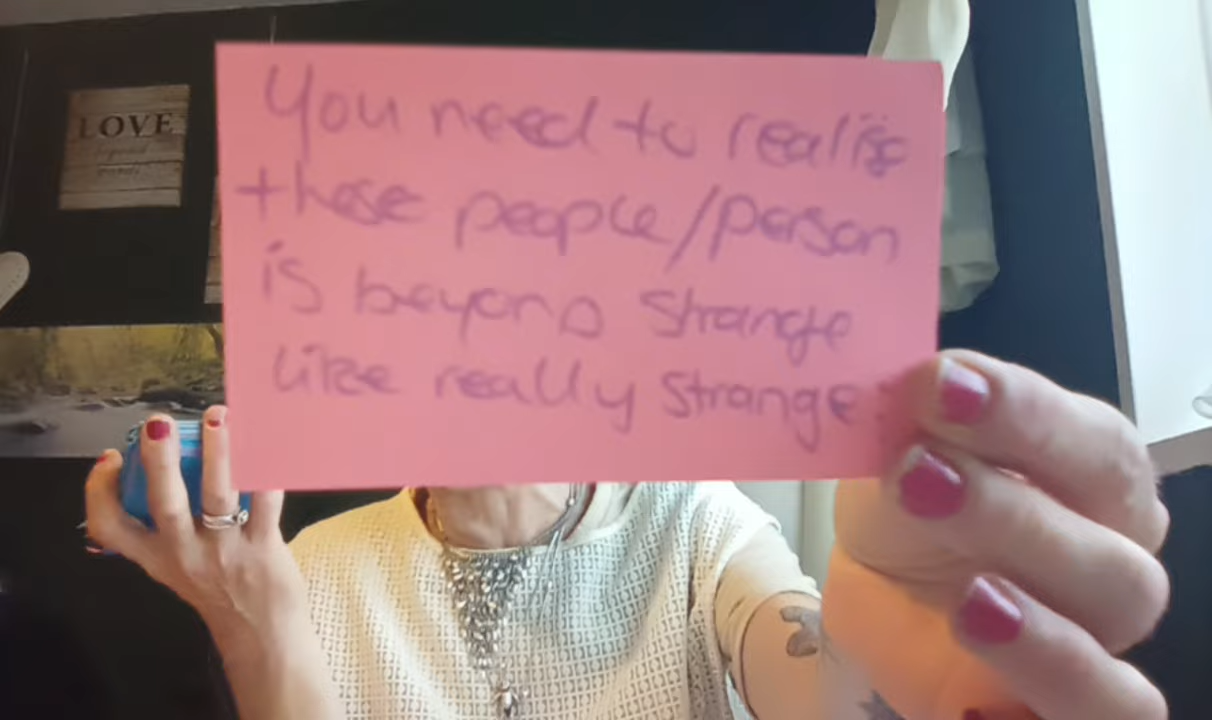 LOVE
You need to realise
these people/person
is beyond strange
like really strange.